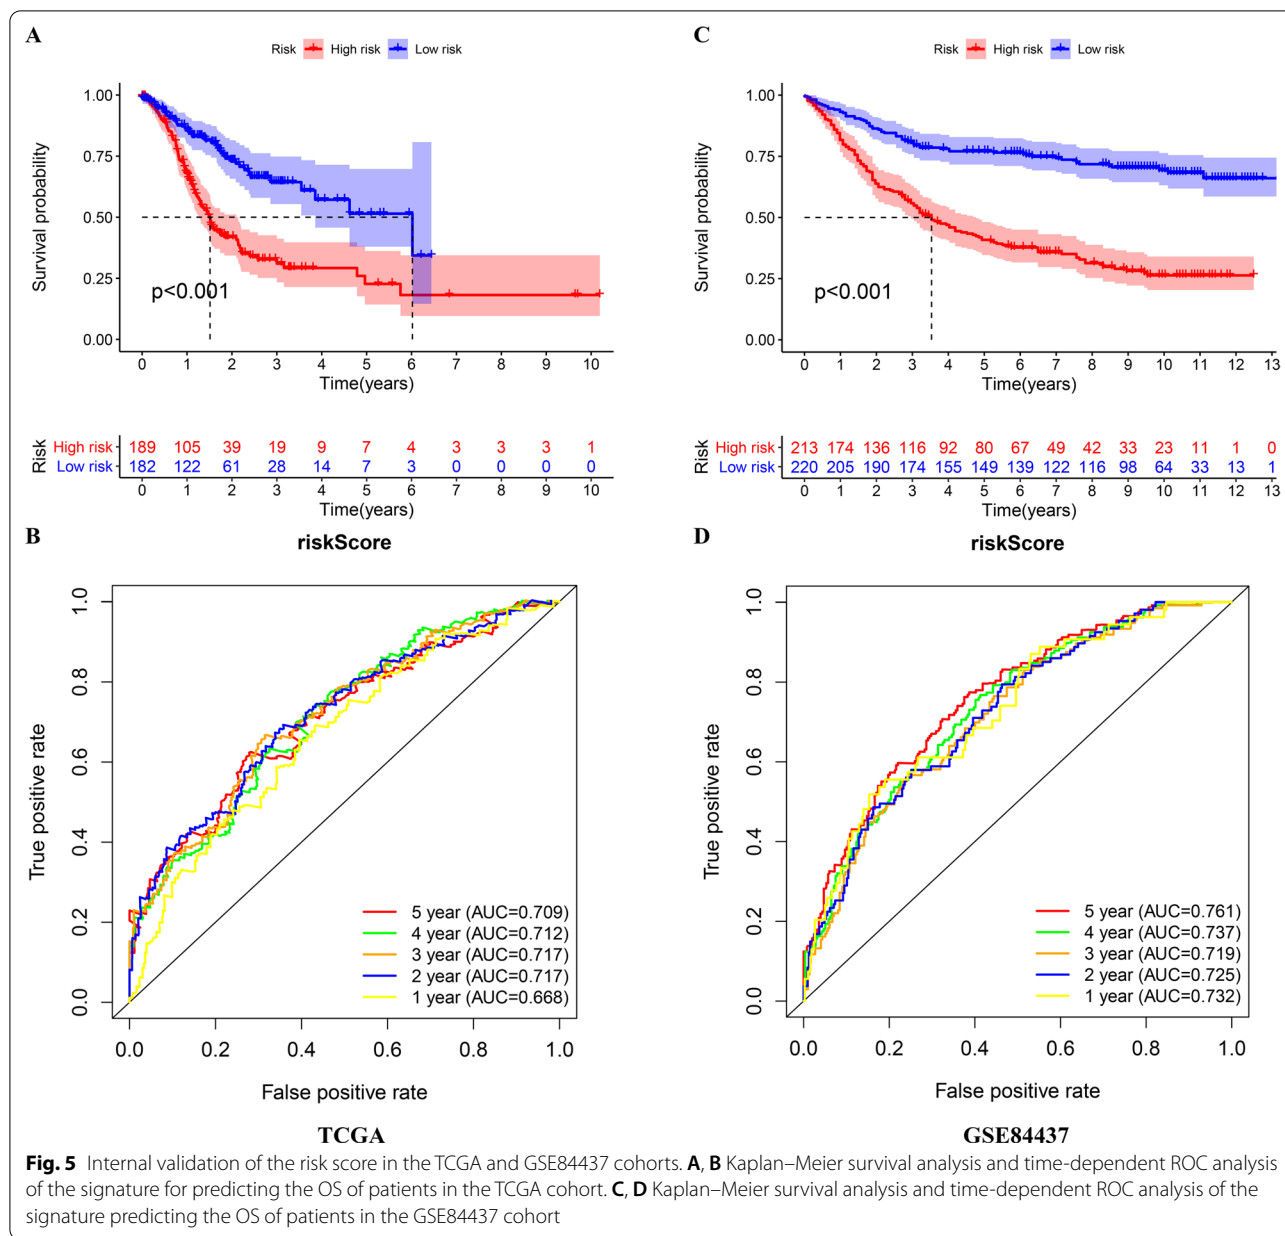 A
Risk High risk Low risk
Survival probability
1.00
0.75
0.50
0.25
0.00
p<0.001
0 1 2 3 4 5 6 7 8 9 10
Time(years)
Risk
High risk 189 105 39 19 9 7 4 3 3 3 1
Low risk 182 122 61 28 14 7 3 0 0 0 0
0 1 2 3 4 5 6 7 8 9 10
Time(years)
C
Risk High risk Low risk
Survival probability
1.00
0.75
0.50
0.25
0.00
p<0.001
0 1 2 3 4 5 6 7 8 9 10 11 12 13
Time(years)
Risk
High risk 213 174 136 116 92 80 67 49 42 33 23 11 1 0
Low risk 220 205 190 174 155 149 139 122 116 98 64 33 13 1
0 1 2 3 4 5 6 7 8 9 10 11 12 13
Time(years)
B
riskScore
True positive rate
1.0
0.8
0.6
0.4
0.2
0.0
5 year (AUC=0.709)
4 year (AUC=0.712)
3 year (AUC=0.717)
2 year (AUC=0.717)
1 year (AUC=0.668)
0.0 0.2 0.4 0.6 0.8 1.0
False positive rate
TCGA
D
riskScore
True positive rate
1.0
0.8
0.6
0.4
0.2
0.0
5 year (AUC=0.761)
4 year (AUC=0.737)
3 year (AUC=0.719)
2 year (AUC=0.725)
1 year (AUC=0.732)
0.0 0.2 0.4 0.6 0.8 1.0
False positive rate
GSE84437
Fig. 5 Internal validation of the risk score in the TCGA and GSE84437 cohorts. A, B Kaplan–Meier survival analysis and time-dependent ROC analysis
of the signature for predicting the OS of patients in the TCGA cohort. C, D Kaplan–Meier survival analysis and time-dependent ROC analysis of the
signature predicting the OS of patients in the GSE84437 cohort